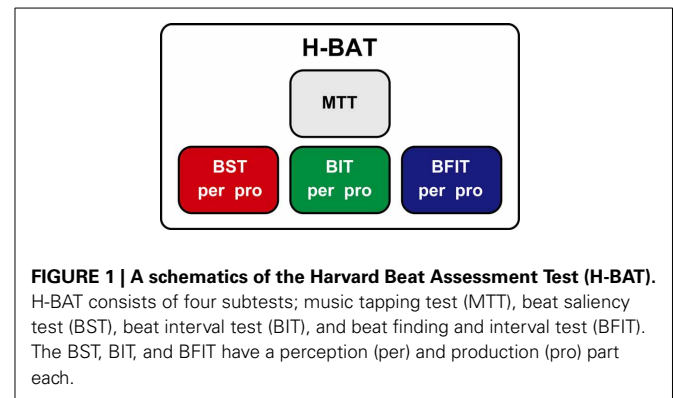 H-BAT
MTT
BST
per pro
BIT
per pro
BFIT
per pro
FIGURE 1 | A schematics of the Harvard Beat Assessment Test (H-BAT).
H-BAT consists of four subtests; music tapping test (MTT), beat saliency
test (BST), beat interval test (BIT), and beat finding and interval test (BFIT).
The BST, BIT, and BFIT have a perception (per) and production (pro) part
each.